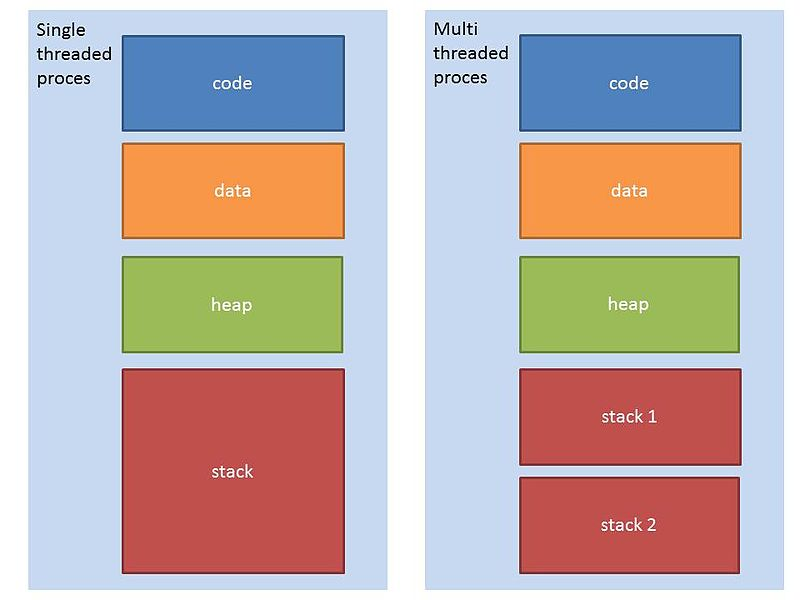 Single
threaded
proces
code
data
heap
stack
Multi
threaded
proces
code
data
heap
stack 1
stack 2